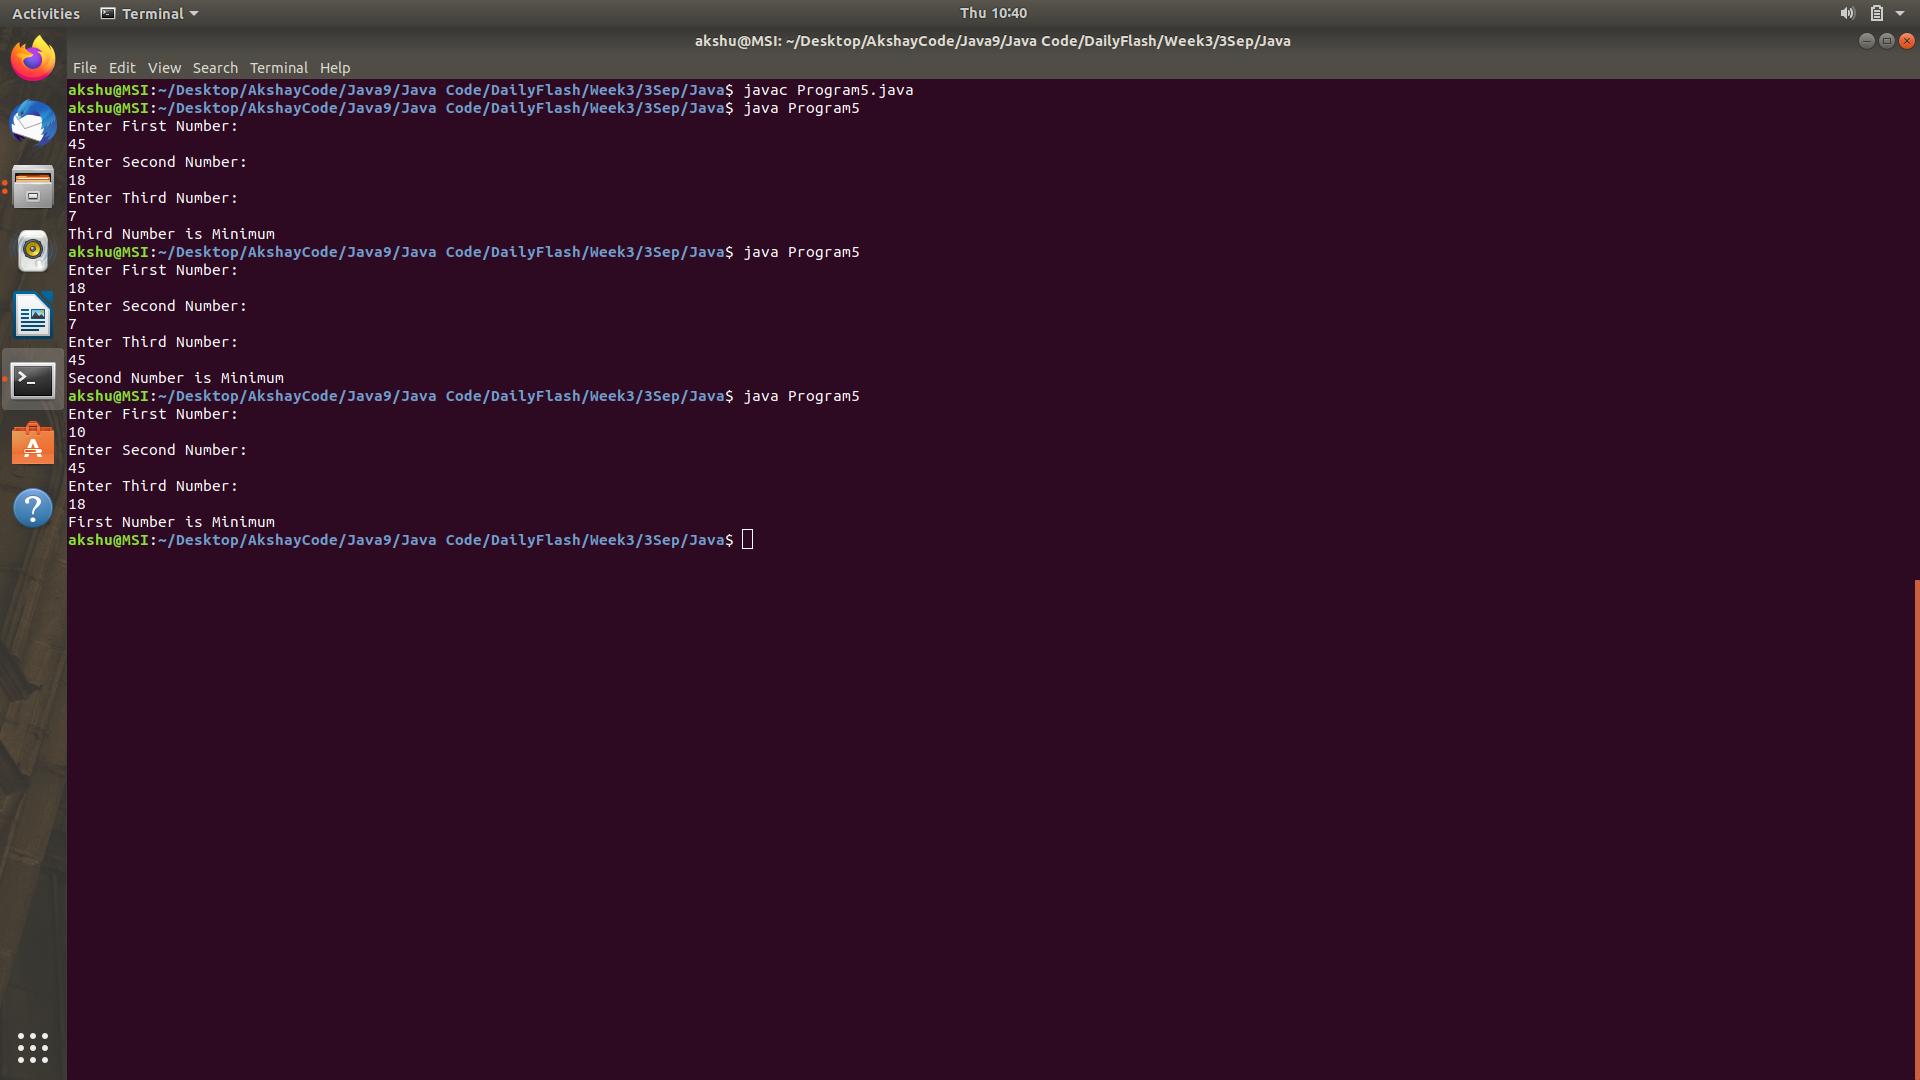 Activities Terminal Thu 10:40
akshu@MSI: ~/Desktop/AkshayCode/Java9/Java Code/DailyFlash/Week3/3Sep/Java
File Edit View Search Terminal Help
akshu@MSI:~/Desktop/AkshayCode/Java9/Java Code/DailyFlash/Week3/3Sep/Java$ javac Program5.java
akshu@MSI:~/Desktop/AkshayCode/Java9/Java Code/DailyFlash/Week3/3Sep/Java$ java Program5
Enter First Number:
45
Enter Second Number:
18
Enter Third Number:
7
Third Number is Minimum
akshu@MSI:~/Desktop/AkshayCode/Java9/Java Code/DailyFlash/Week3/3Sep/Java$ java Program5
Enter First Number:
18
Enter Second Number:
7
Enter Third Number:
45
Second Number is Minimum
akshu@MSI:~/Desktop/AkshayCode/Java9/Java Code/DailyFlash/Week3/3Sep/Java$ java Program5
Enter First Number:
10
Enter Second Number:
45
Enter Third Number:
18
First Number is Minimum
akshu@MSI:~/Desktop/AkshayCode/Java9/Java Code/DailyFlash/Week3/3Sep/Java$